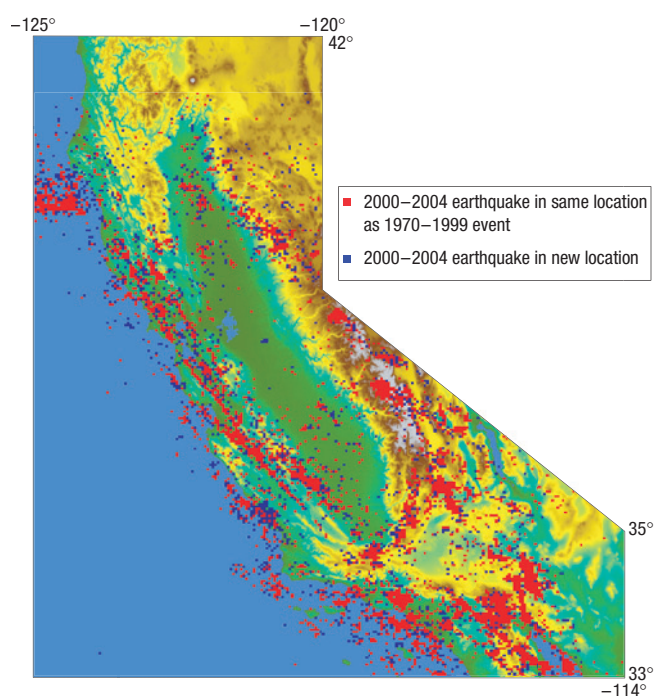 −125°
−120°
42°
2000−2004 earthquake in same location
as 1970−1999 event
2000−2004 earthquake in new location
35°
33°
−114°